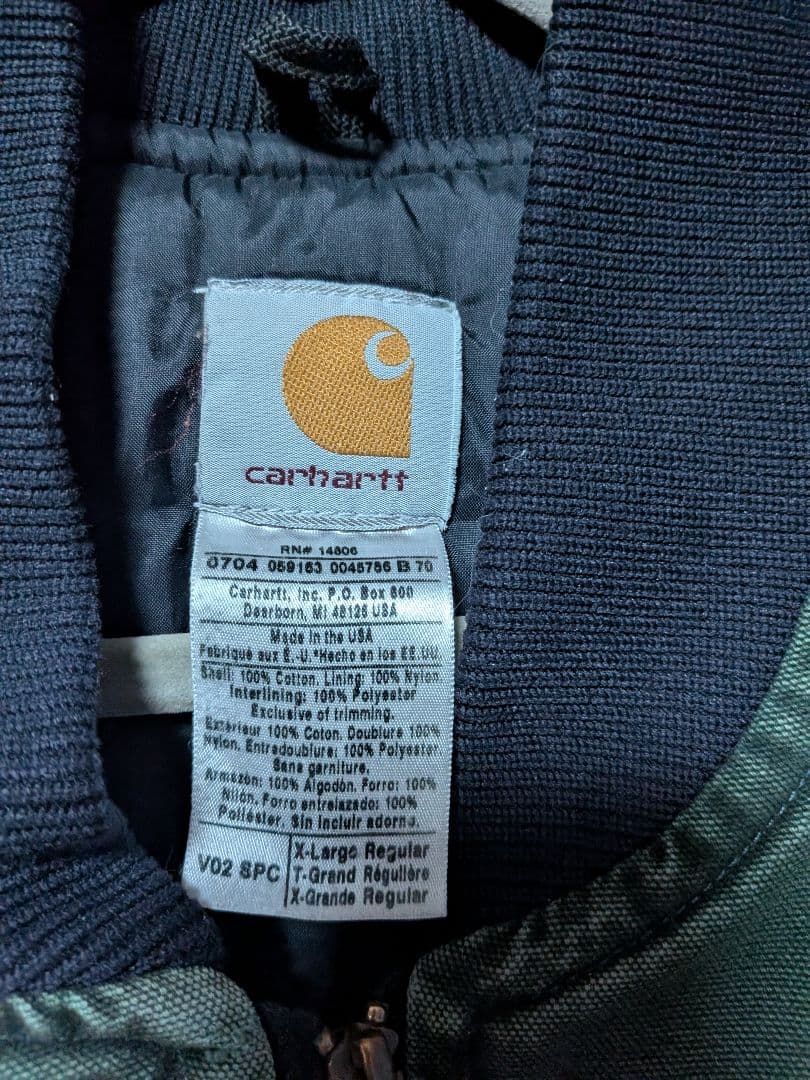 carhartt
RN# 14806
0704 059163 0045786 B 70
Carhartt, Inc. P.O. Box 600
Dearborn, MI 48126 USA
Made in the USA
Fabriqué aux É.-U.*Hecho en los EE.UU.
Shell: 100% Cotton. Lining: 100% Nylon
Interlining: 100% Polyester
Exclusive of trimming.
Extérieur 100% Coton. Doublure 100%
Nylon. Entredoublure: 100% Polyester
Sans garniture.
Armazón: 100% Algodón. Forro: 100%
Nilón. Forro entrelazado: 100%
Poliéster. Sin incluir adorno.
V02 SPC
X-Large Regular
T-Grand Régulière
X-Grande Regular